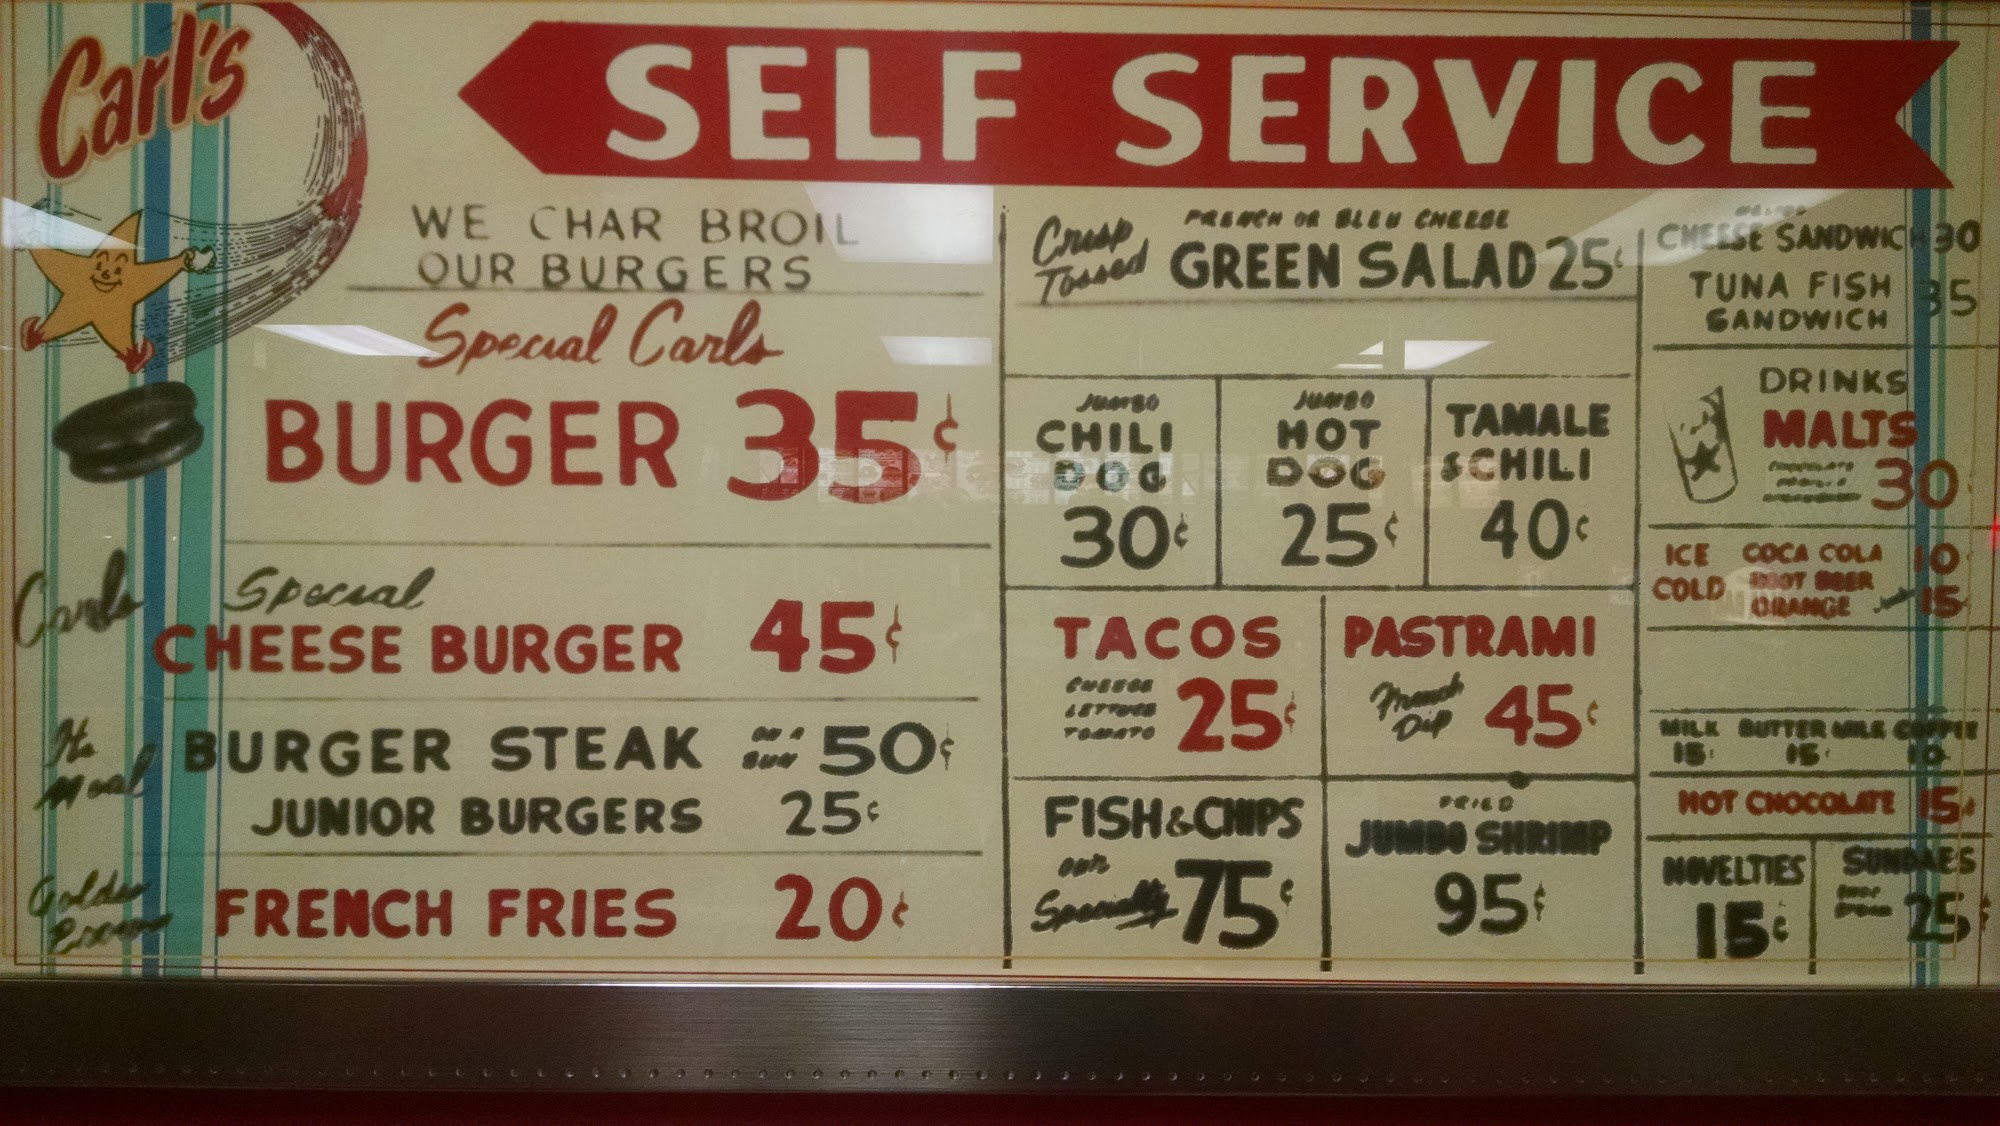 Carl's
SELF SERVICE
WE CHAR BROIL
OUR BURGERS
Special Carls
BURGER 35¢
Carls Special
CHEESE BURGER 45¢
BURGER STEAK ON A BUN 50¢
JUNIOR BURGERS 25¢
Golden Brown
FRENCH FRIES 20¢
Crisp Tossed
FRENCH OR BLEU CHEESE
GREEN SALAD 25¢
JUMBO
CHILI
DOG
30¢
JUMBO
HOT
DOG
25¢
TAMALE
& CHILI
40¢
TACOS
CHEESE
LETTUCE
TOMATO
25¢
PASTRAMI
French
Dip
45¢
FISH & CHIPS
our
Specialty
75¢
FRIED
JUMBO SHRIMP
95¢
CHEESE SANDWICH 30
TUNA FISH
SANDWICH 35
DRINKS
MALTS
30
ICE
COLD
COCA COLA 10
ROOT BEER
ORANGE 15
MILK BUTTER MILK COFFEE
15¢ 15¢ 10
HOT CHOCOLATE 15¢
NOVELTIES
15¢
SUNDAES
25¢